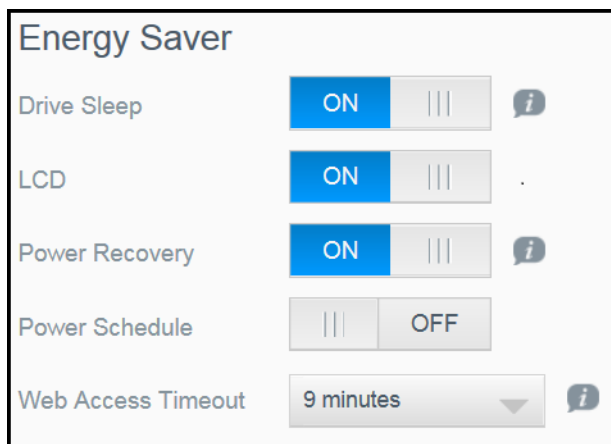 Energy Saver
Drive Sleep ON
LCD ON .
Power Recovery ON
Power Schedule OFF
Web Access Timeout 9 minutes